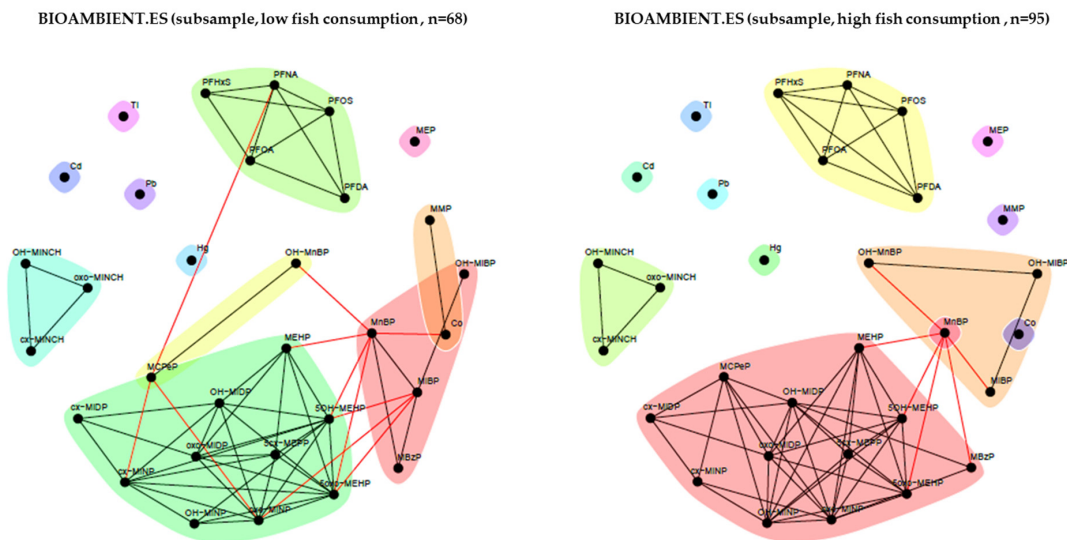 BIOAMBIENT.ES (subsample, low fish consumption, n=68)
BIOAMBIENT.ES (subsample, high fish consumption, n=95)
PFNA
PFHxS
Tl
PFOS
MEP
PFOA
Cd
Pb
PFDA
MMP
Hg
OH-MINCH
OH-MnBP
OH-MIBP
oxo-MINCH
MnBP
Co
cx-MINCH
MEHP
MCPeP
MIBP
OH-MIDP
cx-MIDP
5OH-MEHP
oxo-MIDP
5cx-MEPP
MBzP
cx-MINP
5oxo-MEHP
OH-MINP
oxo-MINP
PFNA
PFHxS
Tl
PFOS
MEP
PFOA
Cd
Pb
PFDA
MMP
Hg
OH-MINCH
OH-MnBP
OH-MIBP
oxo-MINCH
MnBP
Co
cx-MINCH
MEHP
MCPeP
MIBP
OH-MIDP
cx-MIDP
5OH-MEHP
oxo-MIDP
5cx-MEPP
MBzP
cx-MINP
5oxo-MEHP
OH-MINP
oxo-MINP